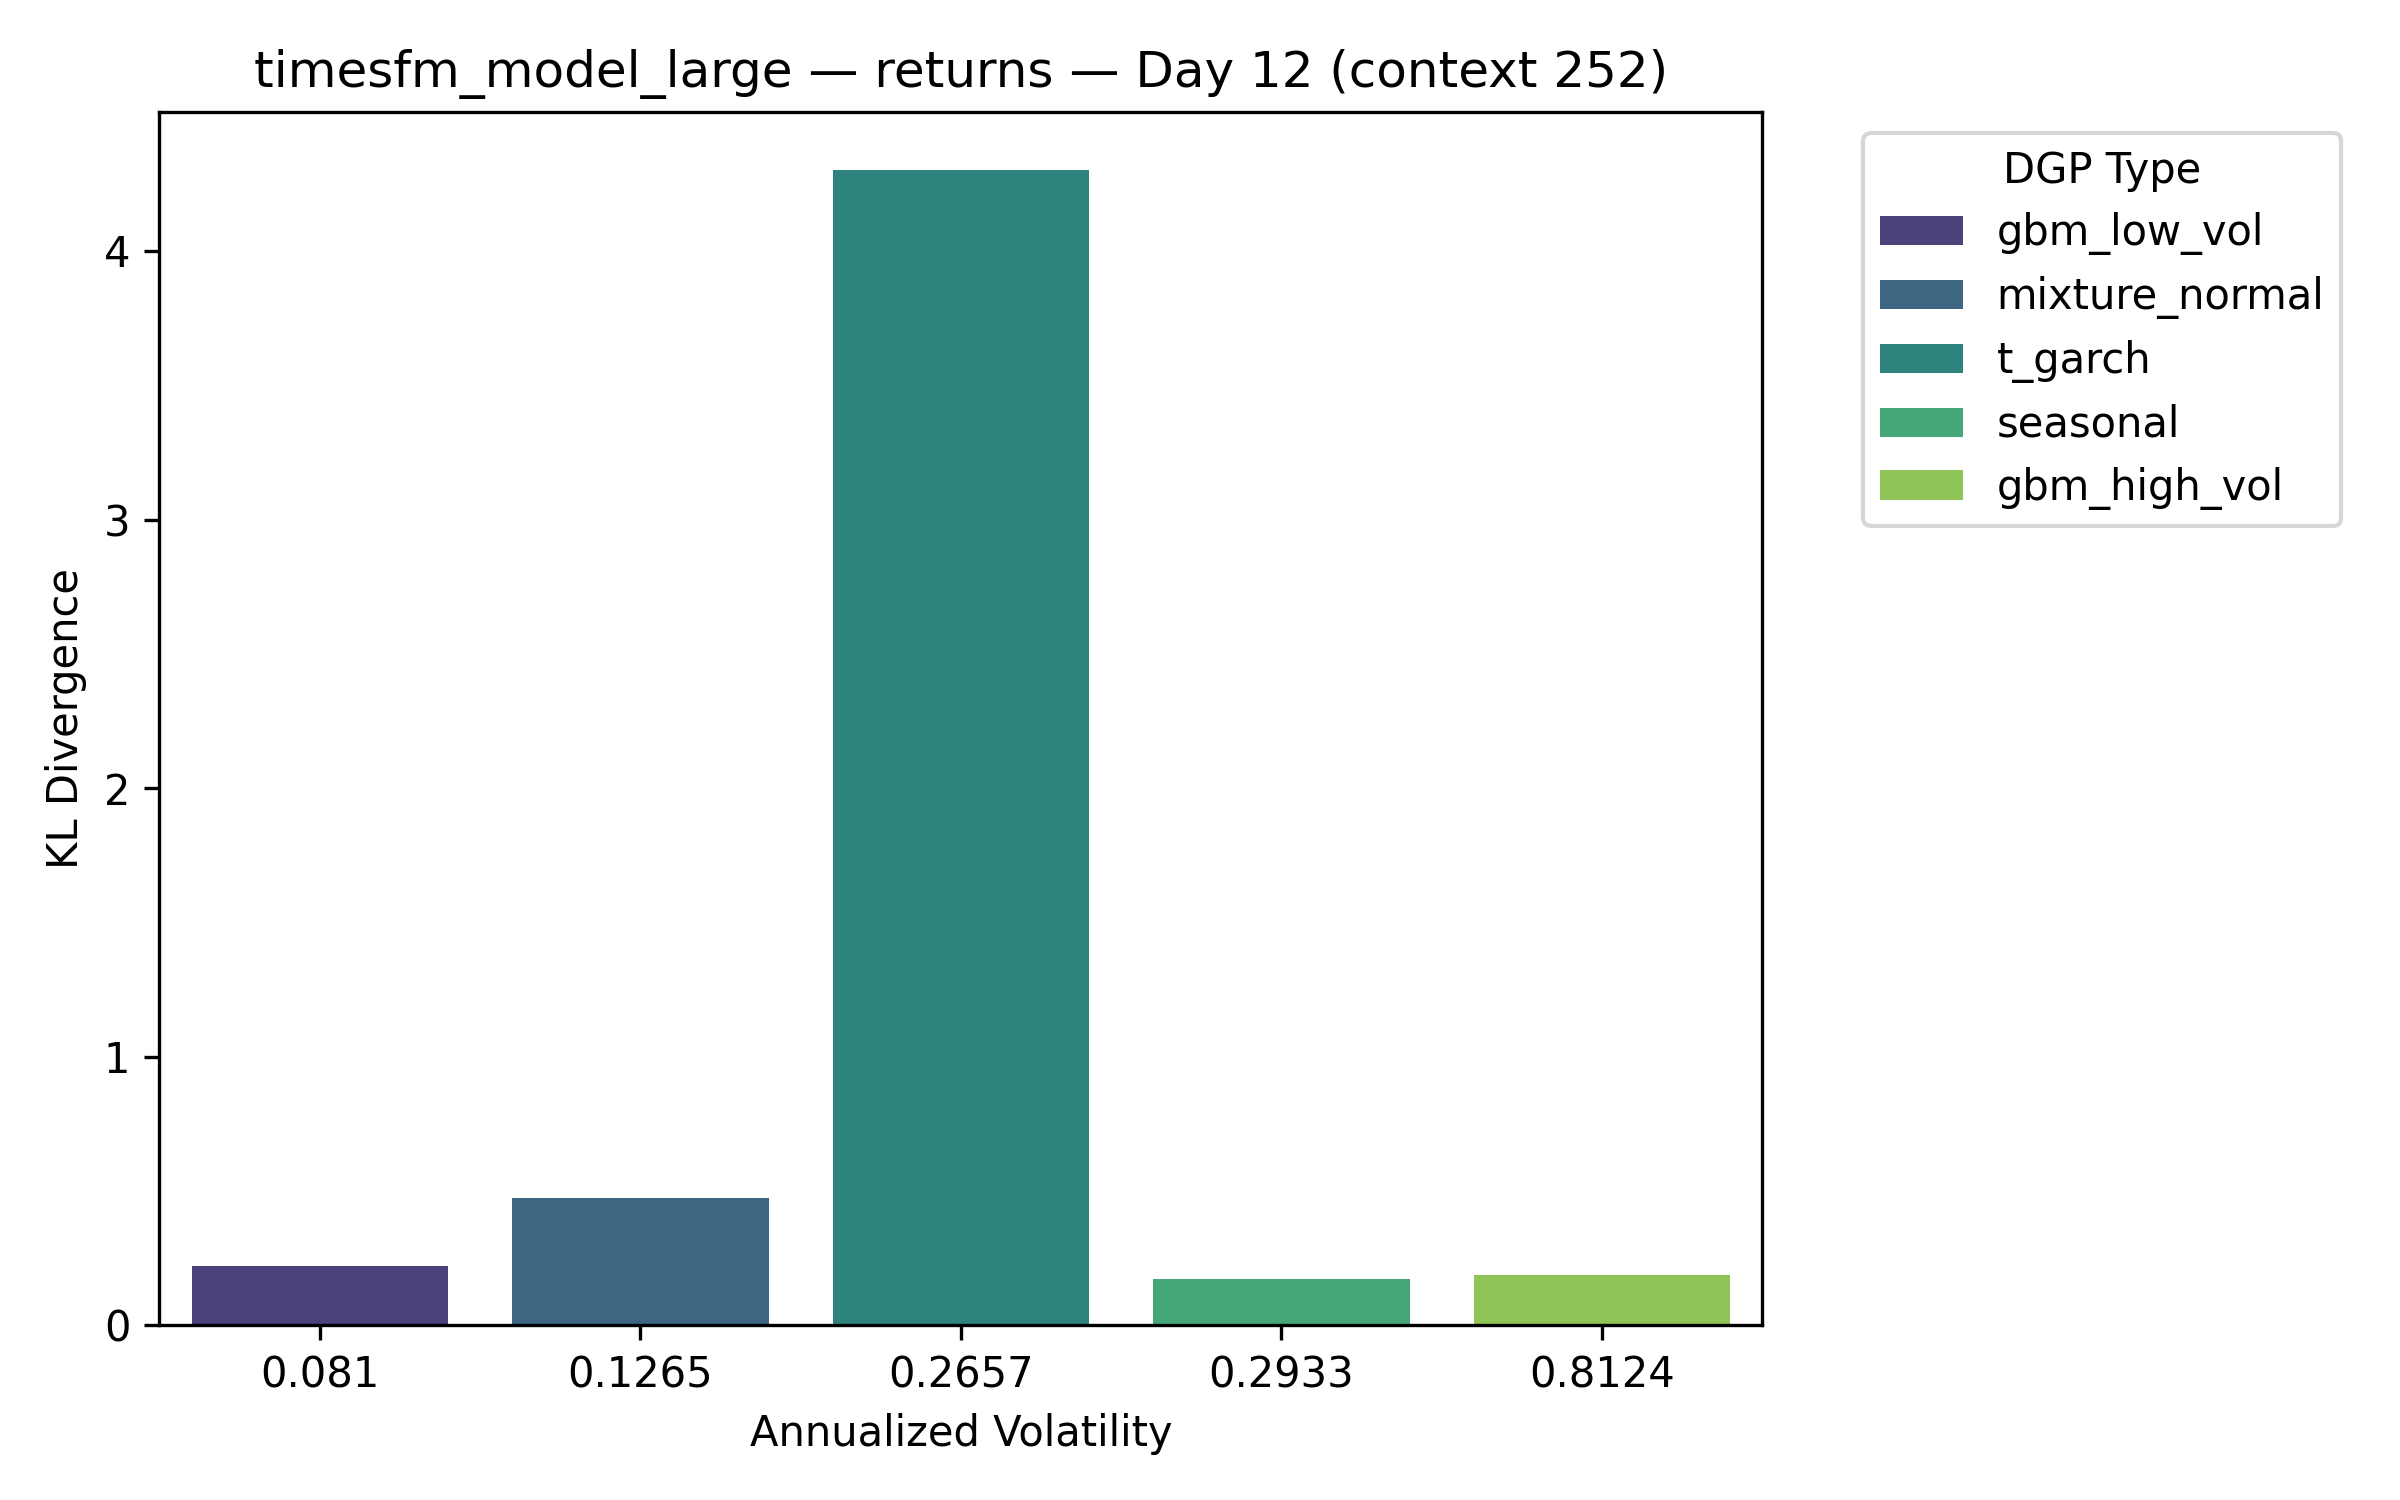 timesfm_model_large — returns — Day 12 (context 252)
DGP Type
gbm_low_vol
mixture_normal
t_garch
seasonal
gbm_high_vol
KL Divergence
4
3
2
1
0
0.081
0.1265
0.2657
0.2933
0.8124
Annualized Volatility